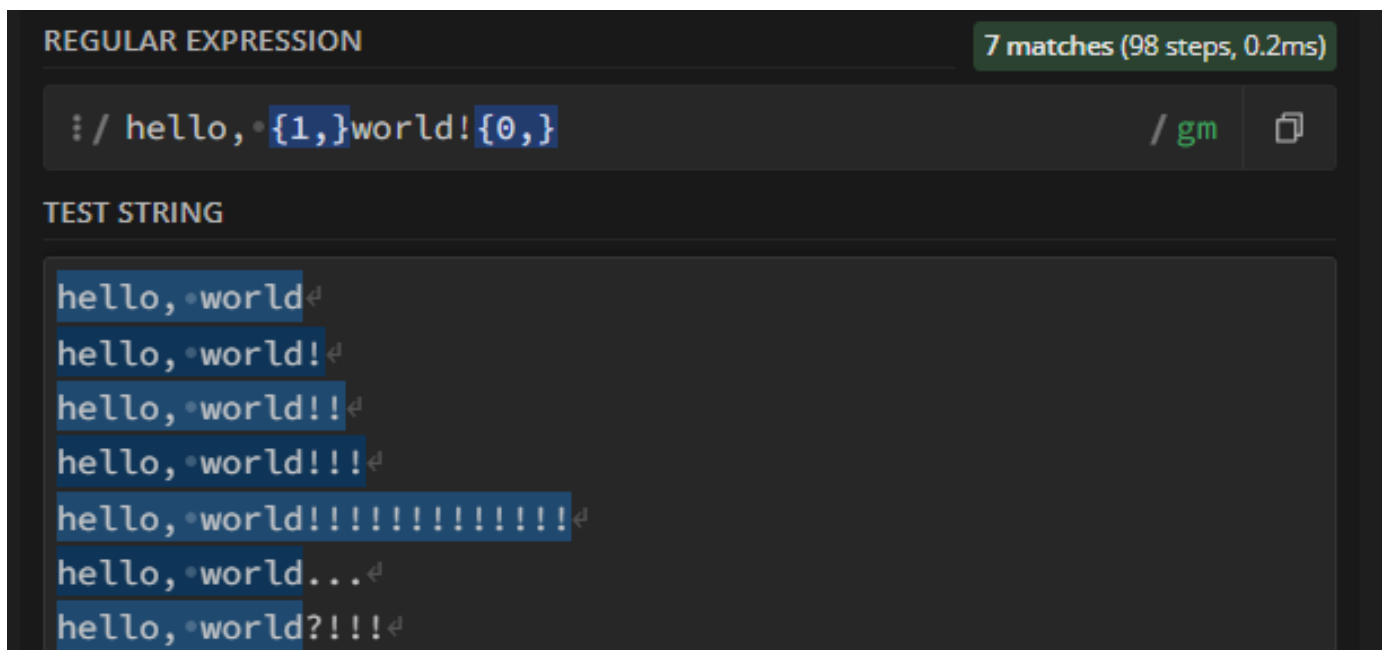 REGULAR EXPRESSION
7 matches (98 steps, 0.2ms)
/ hello, {1,}world!{0,} / gm
TEST STRING
hello, world
hello, world!
hello, world!!
hello, world!!!
hello, world!!!!!!!!!!!!!
hello, world...
hello, world?!!!